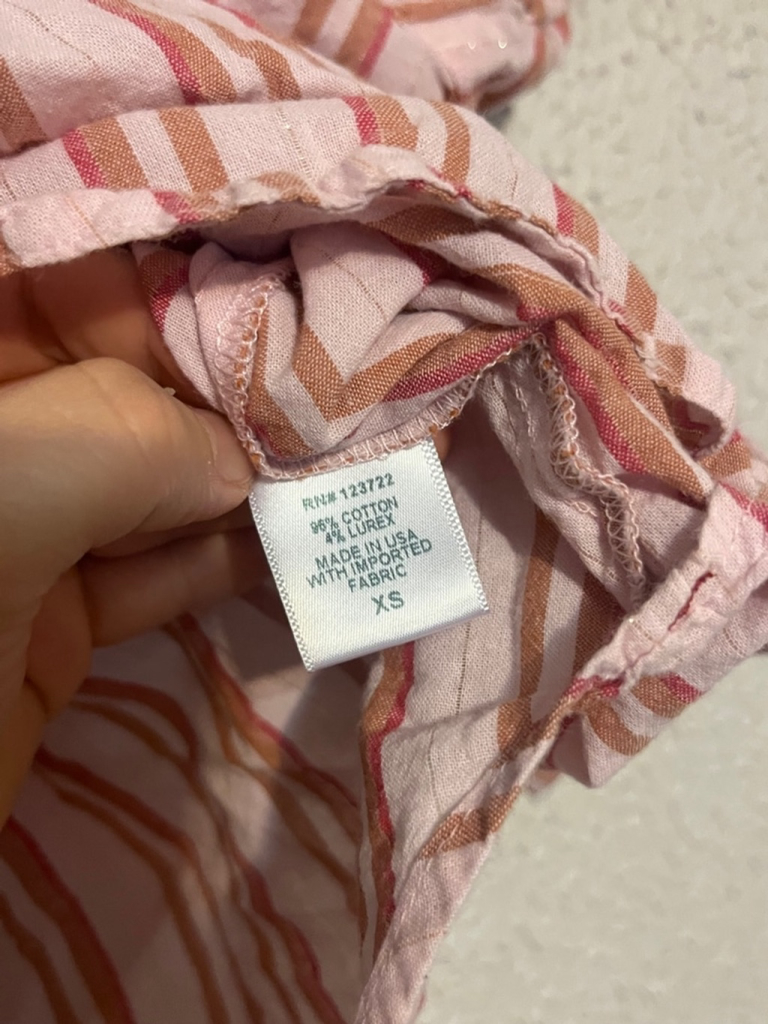 RN# 123722
96% COTTON
4% LUREX
MADE IN USA
WITH IMPORTED
FABRIC
XS